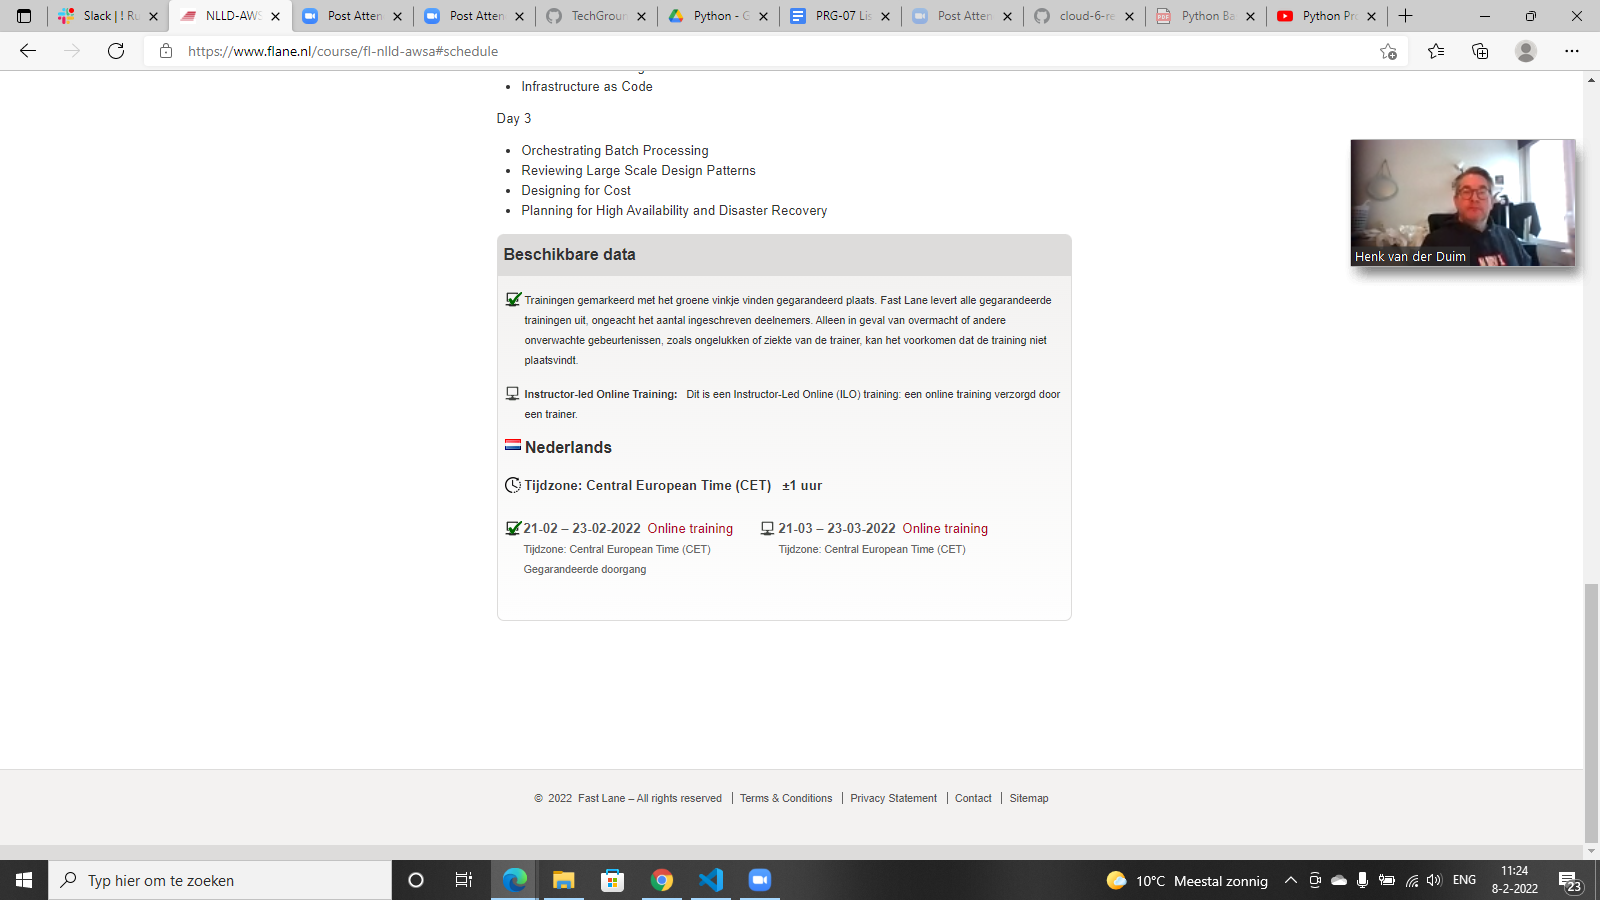 Slack | ! Ru
NLLD-AWS
Post Atten
Post Atten
TechGroun
Python - G
PRG-07 Lis
Post Atten
cloud-6-re
Python Ba
Python Pro
https://www.flane.nl/course/fl-nlld-awsa#schedule
Infrastructure as Code
Day 3
Orchestrating Batch Processing
Reviewing Large Scale Design Patterns
Designing for Cost
Planning for High Availability and Disaster Recovery
Henk van der Duim
Beschikbare data
Trainingen gemarkeerd met het groene vinkje vinden gegarandeerd plaats. Fast Lane levert alle gegarandeerde
trainingen uit, ongeacht het aantal ingeschreven deelnemers. Alleen in geval van overmacht of andere
onverwachte gebeurtenissen, zoals ongelukken of ziekte van de trainer, kan het voorkomen dat de training niet
plaatsvindt.
Instructor-led Online Training: Dit is een Instructor-Led Online (ILO) training: een online training verzorgd door
een trainer.
Nederlands
Tijdzone: Central European Time (CET) ±1 uur
21-02 – 23-02-2022 Online training
Tijdzone: Central European Time (CET)
Gegarandeerde doorgang
21-03 – 23-03-2022 Online training
Tijdzone: Central European Time (CET)
© 2022 Fast Lane – All rights reserved | Terms & Conditions | Privacy Statement | Contact | Sitemap
Typ hier om te zoeken
10°C Meestal zonnig
ENG
11:24
8-2-2022
23